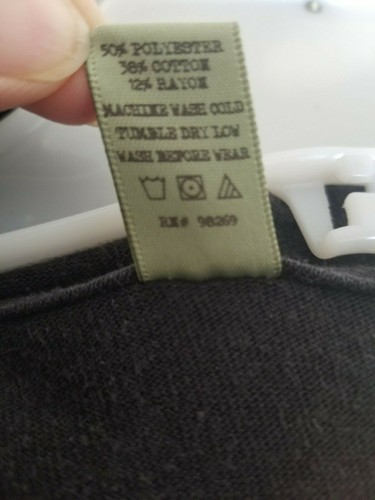 50% POLYESTER
38% COTTON
12% RAYON
MACHINE WASH COLD
TUMBLE DRY LOW
WASH BEFORE WEAR
RN# 98269